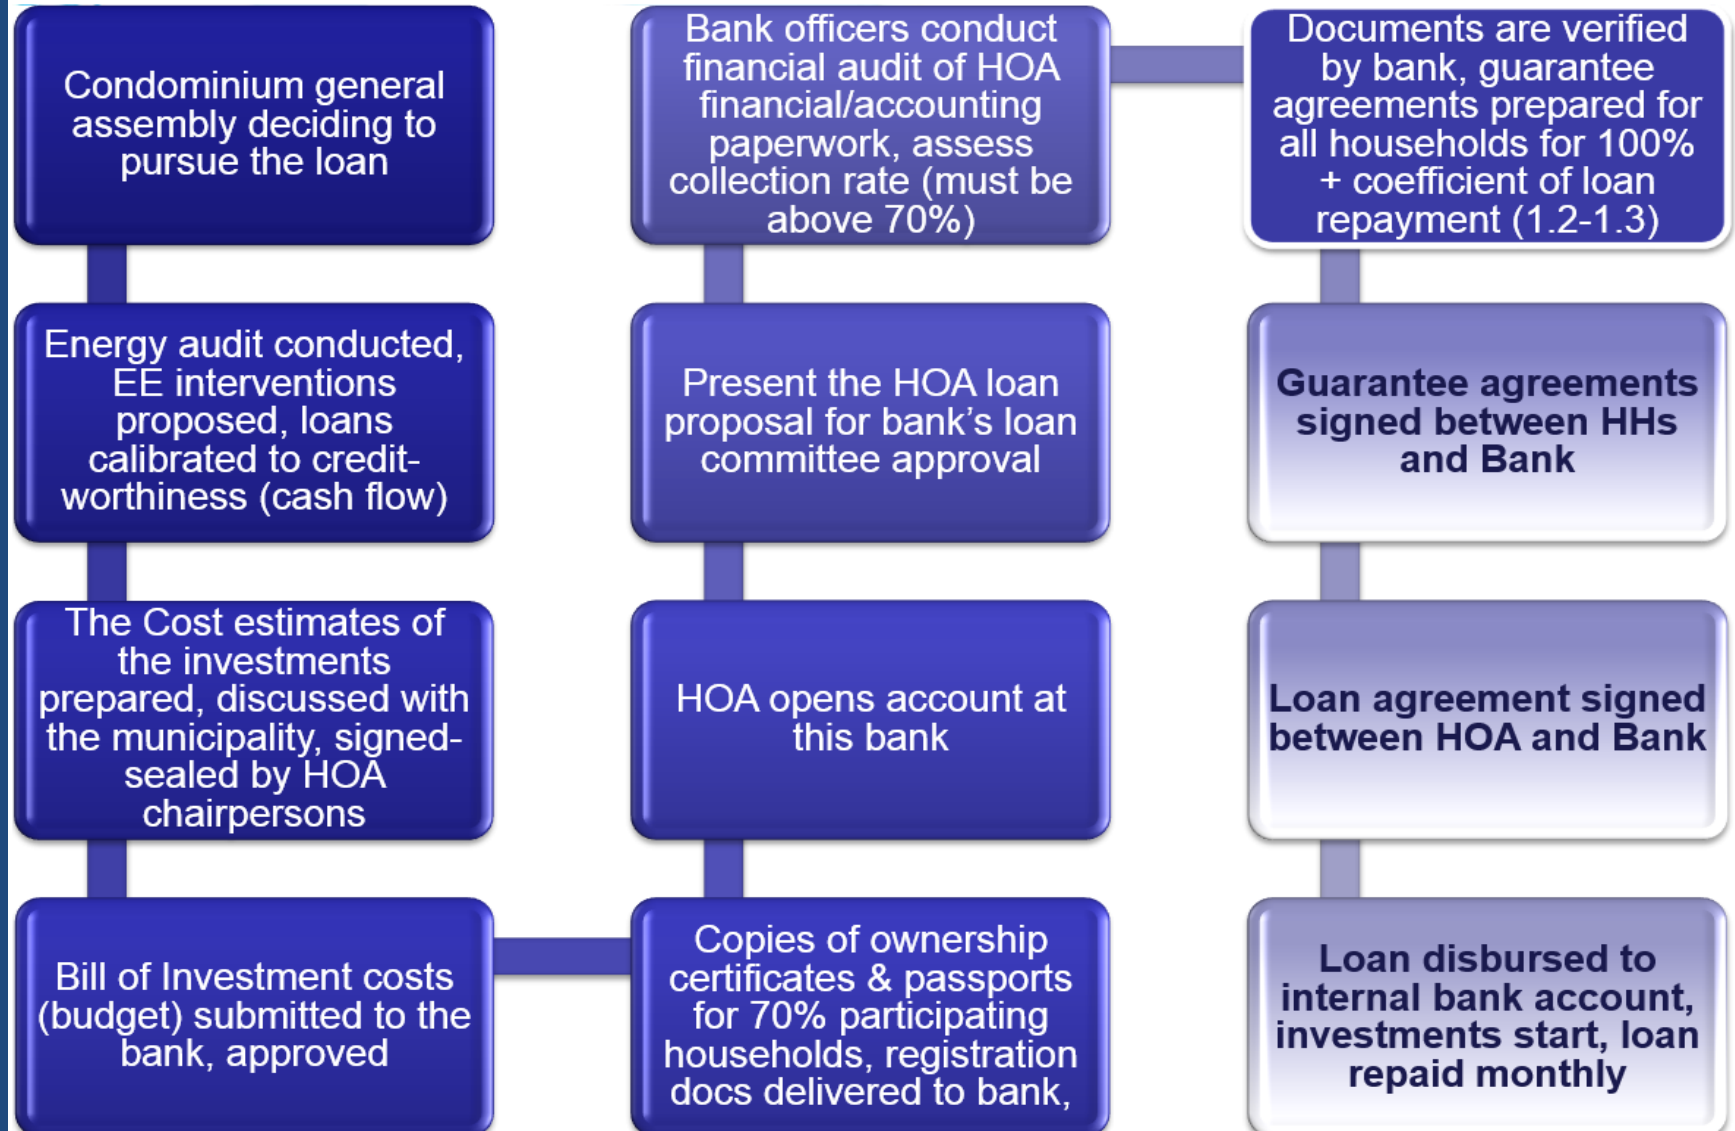 Condominium general
assembly deciding to
pursue the loan
Energy audit conducted,
EE interventions
proposed, loans
calibrated to credit-
worthiness (cash flow)
The Cost estimates of
the investments
prepared, discussed with
the municipality, signed-
sealed by HOA
chairpersons
Bill of Investment costs
(budget) submitted to the
bank, approved
Copies of ownership
certificates & passports
for 70% participating
households, registration
docs delivered to bank,
HOA opens account at
this bank
Present the HOA loan
proposal for bank’s loan
committee approval
Bank officers conduct
financial audit of HOA
financial/accounting
paperwork, assess
collection rate (must be
above 70%)
Documents are verified
by bank, guarantee
agreements prepared for
all households for 100%
+ coefficient of loan
repayment (1.2-1.3)
Guarantee agreements
signed between HHs
and Bank
Loan agreement signed
between HOA and Bank
Loan disbursed to
internal bank account,
investments start, loan
repaid monthly